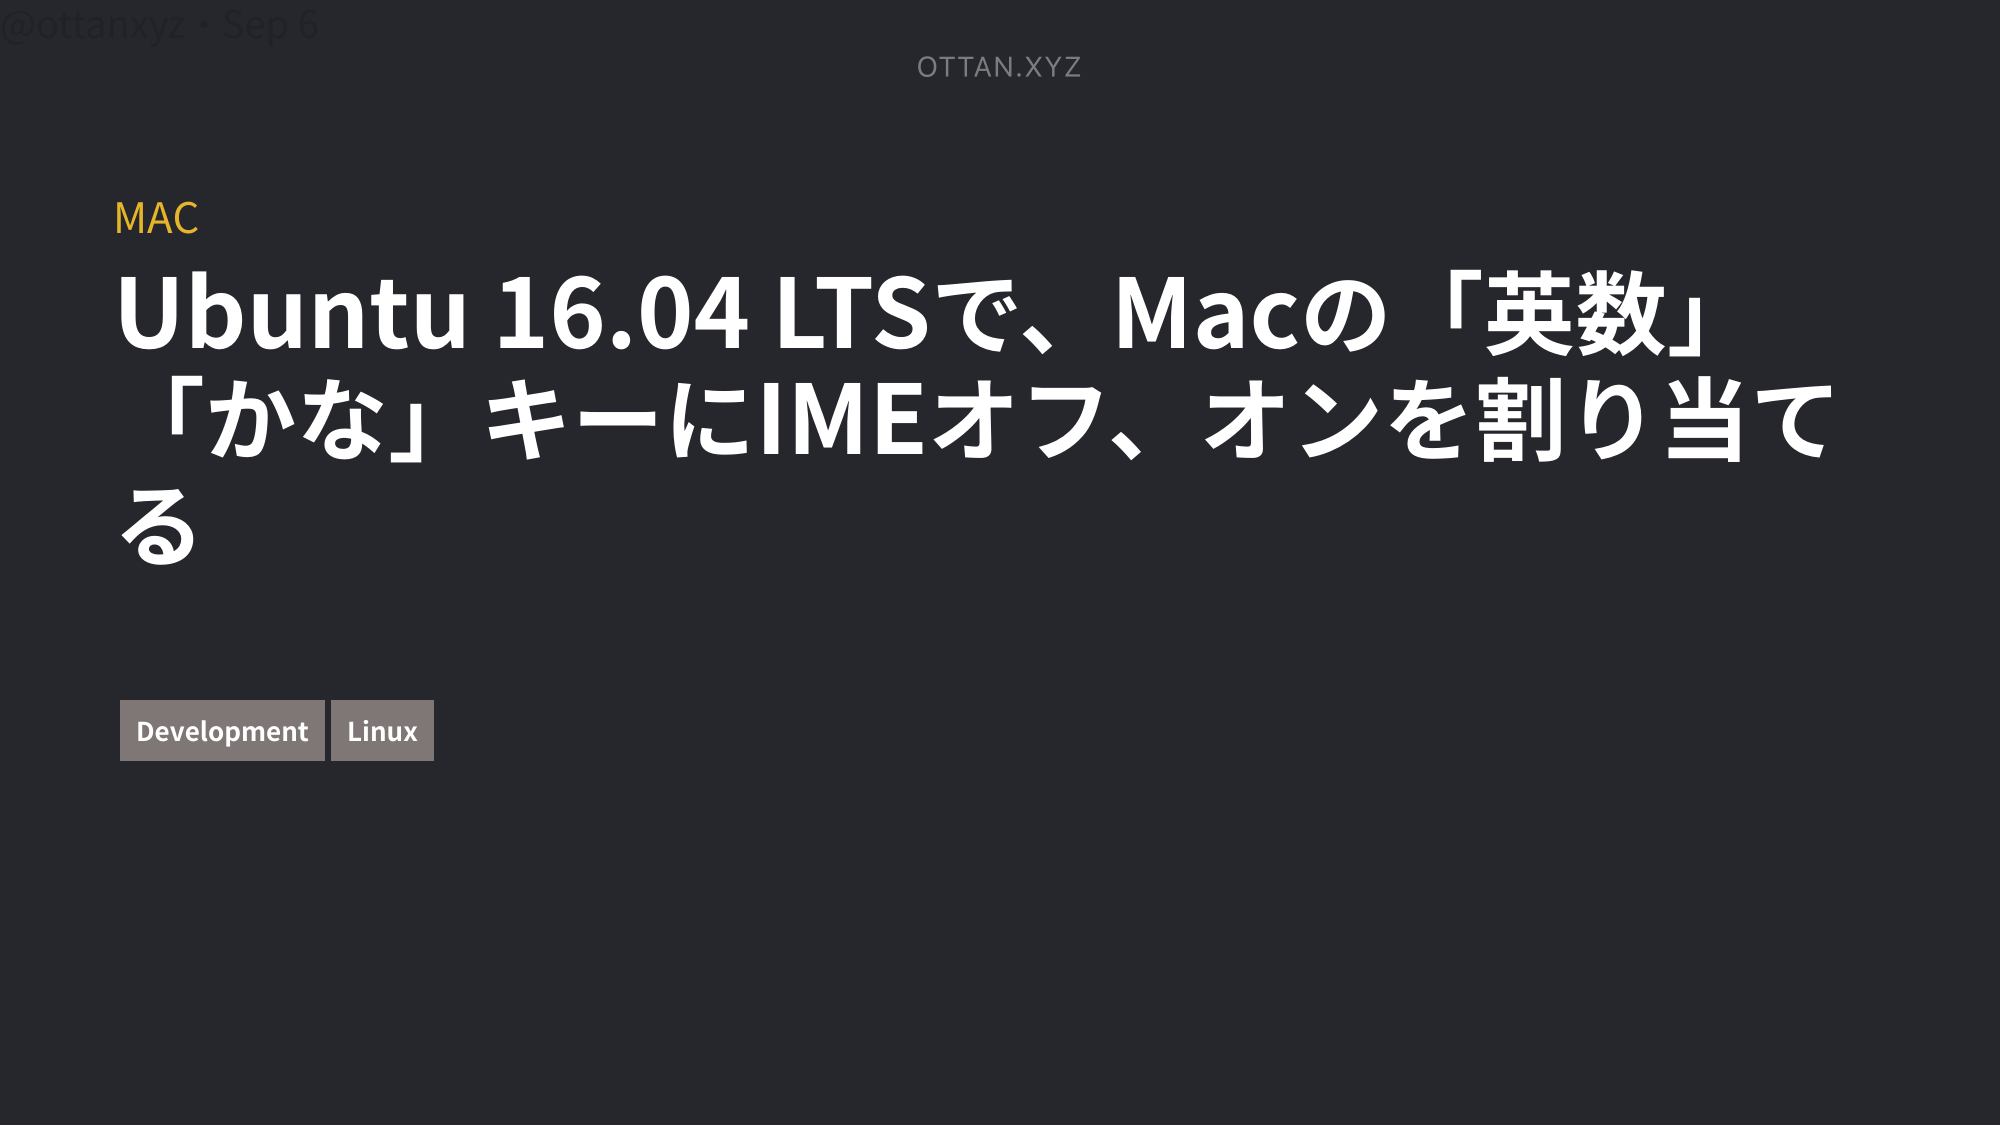 @ottanxyz・Sep 6
OTTAN.XYZ
MAC
Ubuntu 16.04 LTSで、Macの「英数」
「かな」キーにIMEオフ、オンを割り当て
る
Development Linux